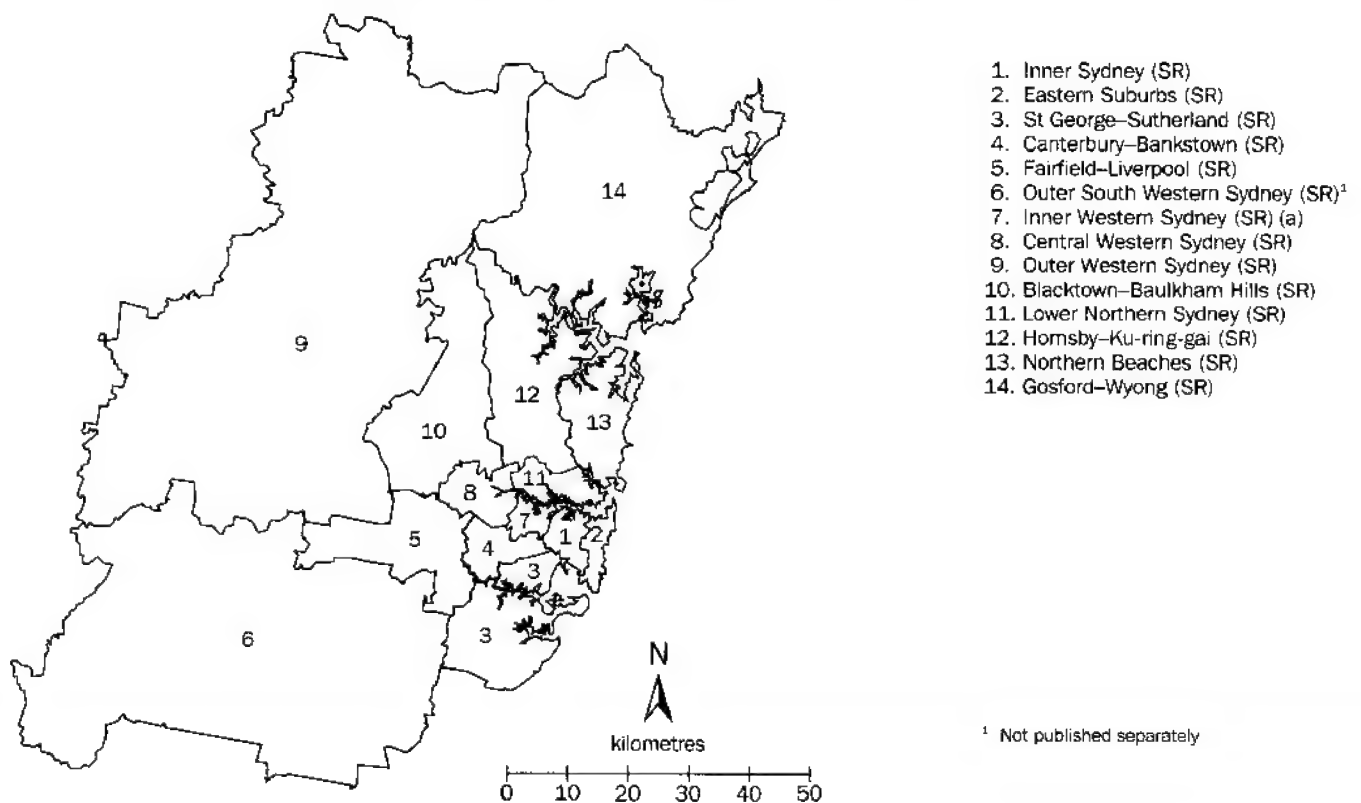 1. Inner Sydney (SR)
2. Eastern Suburbs (SR)
3. St George–Sutherland (SR)
4. Canterbury–Bankstown (SR)
5. Fairfield–Liverpool (SR)
6. Outer South Western Sydney (SR)¹
7. Inner Western Sydney (SR) (a)
8. Central Western Sydney (SR)
9. Outer Western Sydney (SR)
10. Blacktown–Baulkham Hills (SR)
11. Lower Northern Sydney (SR)
12. Hornsby–Ku-ring-gai (SR)
13. Northern Beaches (SR)
14. Gosford–Wyong (SR)
14
9
12
13
10
11
8
7
5
4
1
2
3
6
3
N
kilometres
0 10 20 30 40 50
¹ Not published separately